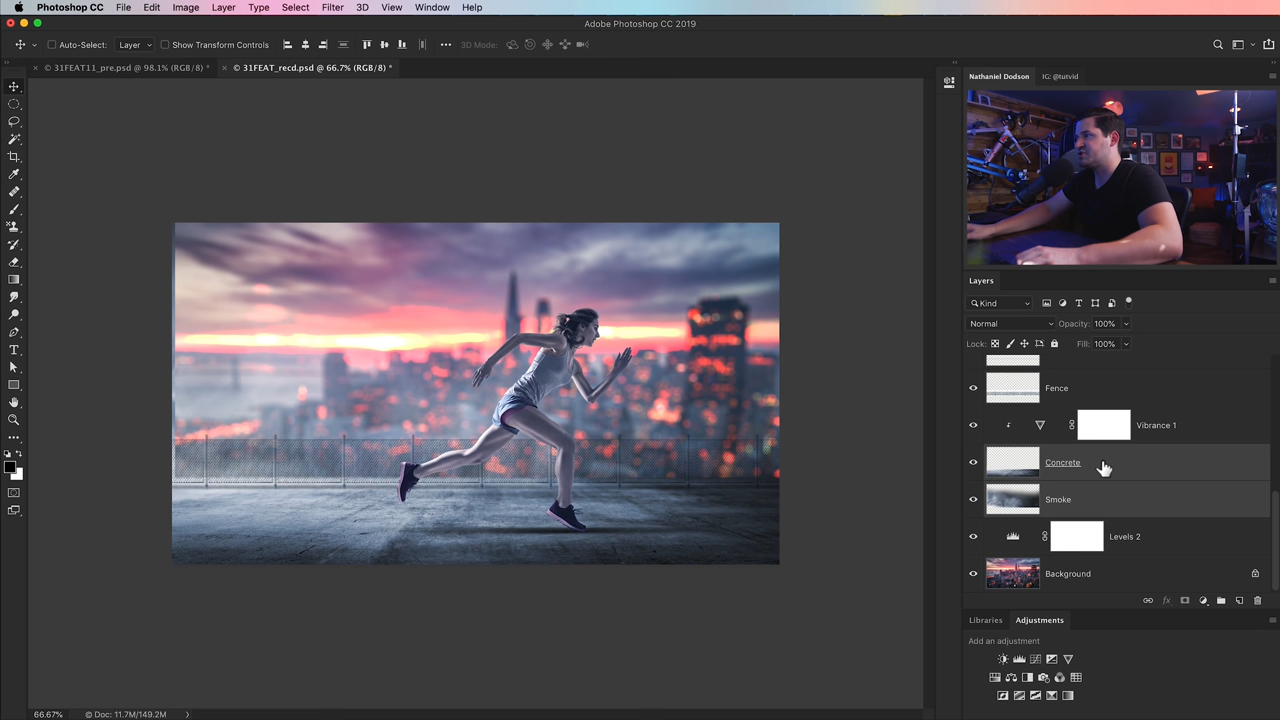 Photoshop CC File Edit Image Layer Type Select Filter 3D View Window Help
Adobe Photoshop CC 2019
Auto-Select: Layer Show Transform Controls 3D Mode:
31FEAT11_pre.psd @ 98.1% (RGB/8) * 31FEAT_recd.psd @ 66.7% (RGB/8) *
Nathaniel Dodson IG: @tutvid
Layers
Kind
Normal Opacity: 100%
Lock: Fill: 100%
Fence
Vibrance 1
Concrete
Smoke
Levels 2
Background
fx
Libraries Adjustments
Add an adjustment
66.67% Doc: 11.7M/149.2M